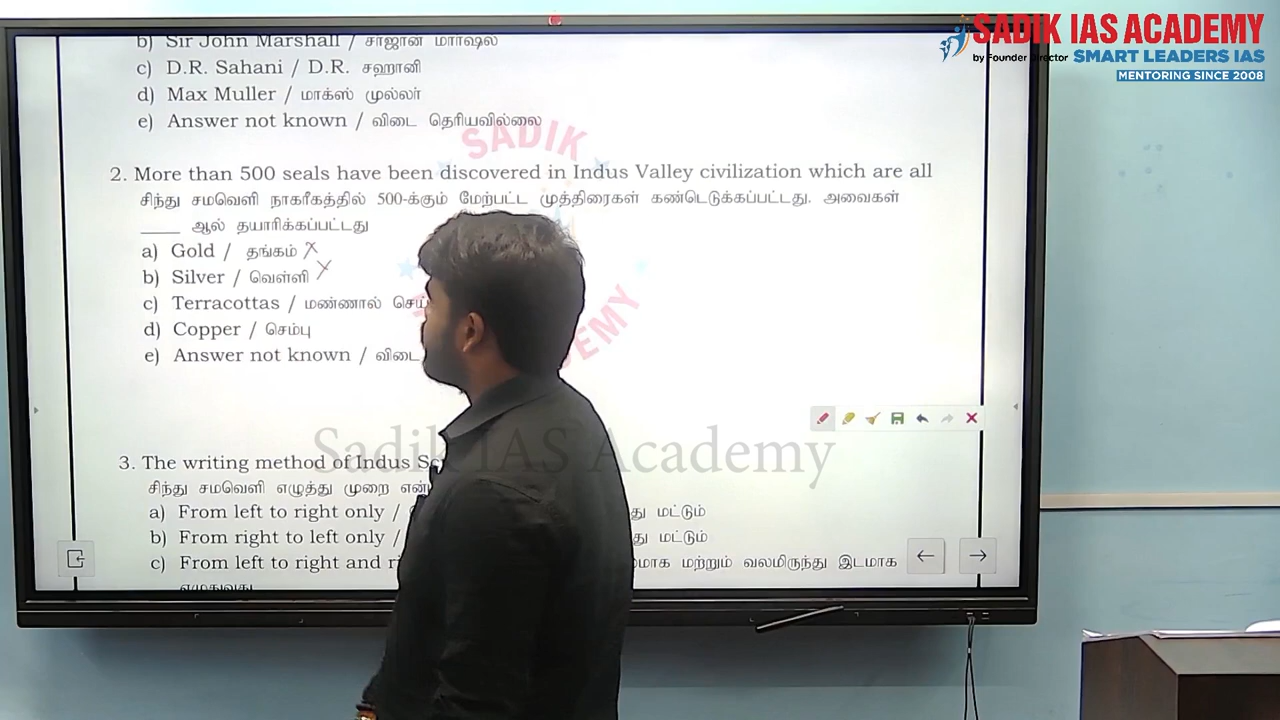 SADIK IAS ACADEMY
by Founder Director SMART LEADERS IAS
MENTORING SINCE 2008
b) Sir John Marshall / சர்ஜான் மார்ஷல்
c) D.R. Sahani / D.R. சஹானி
d) Max Muller / மாக்ஸ் முல்லர்
e) Answer not known / விடை தெரியவில்லை
SADIK
2. More than 500 seals have been discovered in Indus Valley civilization which are all
சிந்து சமவெளி நாகரீகத்தில் 500-க்கும் மேற்பட்ட முத்திரைகள் கண்டெடுக்கப்பட்டது. அவைகள்
____ ஆல் தயாரிக்கப்பட்டது
a) Gold / தங்கம் x
b) Silver / வெள்ளி x
c) Terracottas / மண்ணால்
d) Copper / செம்பு
e) Answer not known / விடை
Sadik IAS Academy
3. The writing method of Indus
சிந்து சமவெளி எழுத்து முறை
a) From left to right only / மட்டும்
b) From right to left only / மட்டும்
c) From left to right and மற்றும் வலமிருந்து இடமாக